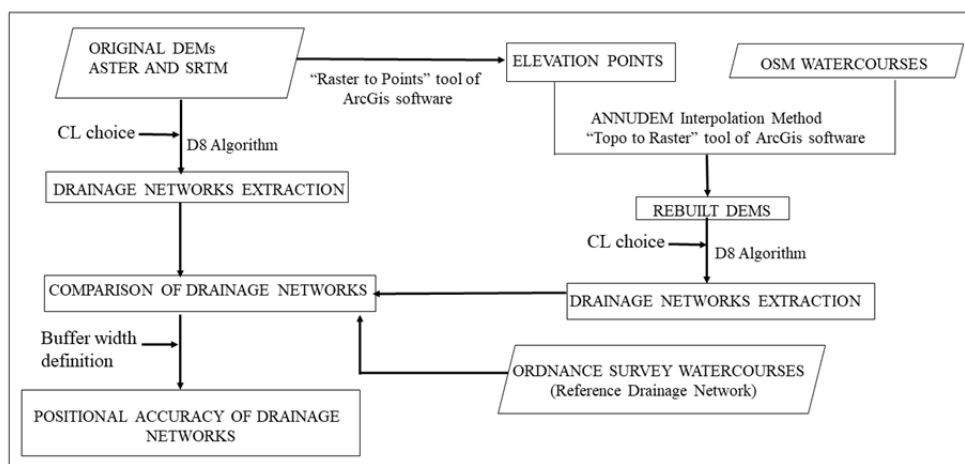 ORIGINAL DEMs
ASTER AND SRTM
"Raster to Points" tool of
ArcGis software
ELEVATION POINTS
OSM WATERCOURSES
ANNUDEM Interpolation Method
"Topo to Raster" tool of ArcGis software
CL choice
D8 Algorithm
DRAINAGE NETWORKS EXTRACTION
REBUILT DEMS
CL choice
D8 Algorithm
COMPARISON OF DRAINAGE NETWORKS
DRAINAGE NETWORKS EXTRACTION
Buffer width
definition
ORDNANCE SURVEY WATERCOURSES
(Reference Drainage Network)
POSITIONAL ACCURACY OF DRAINAGE
NETWORKS